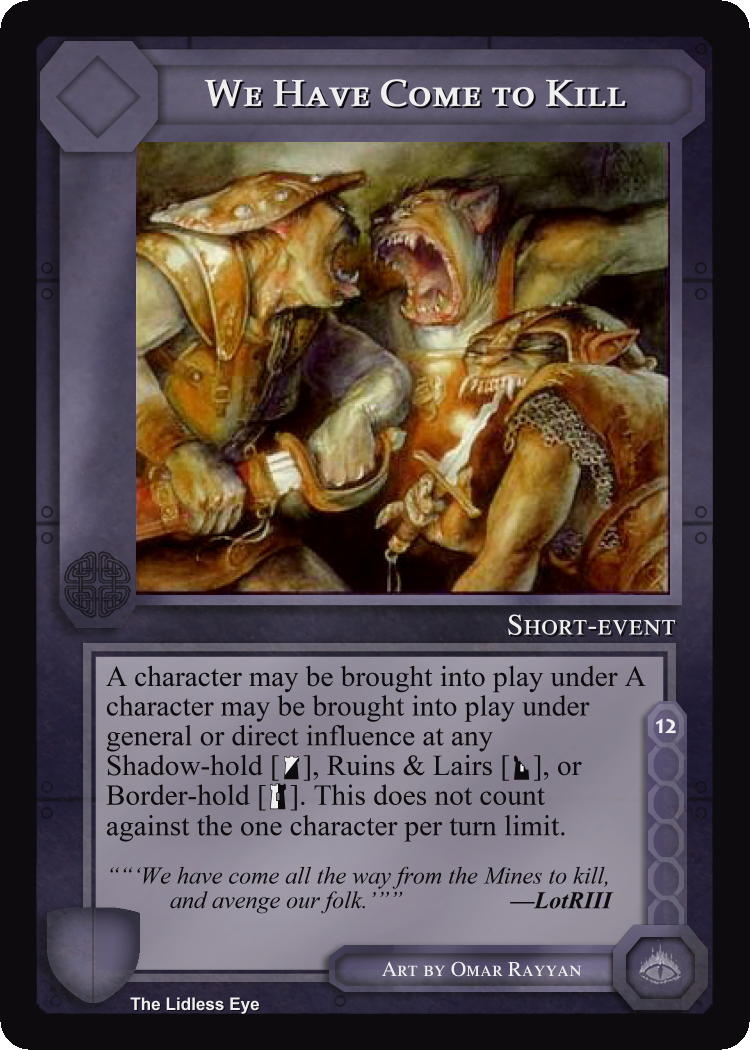 We Have Come to Kill
Short-event
A character may be brought into play under A
character may be brought into play under
general or direct influence at any
Shadow-hold [], Ruins & Lairs [], or
Border-hold []. This does not count
against the one character per turn limit.
12
““‘We have come all the way from the Mines to kill,
and avenge our folk.’”” —LotRIII
Art by Omar Rayyan
The Lidless Eye